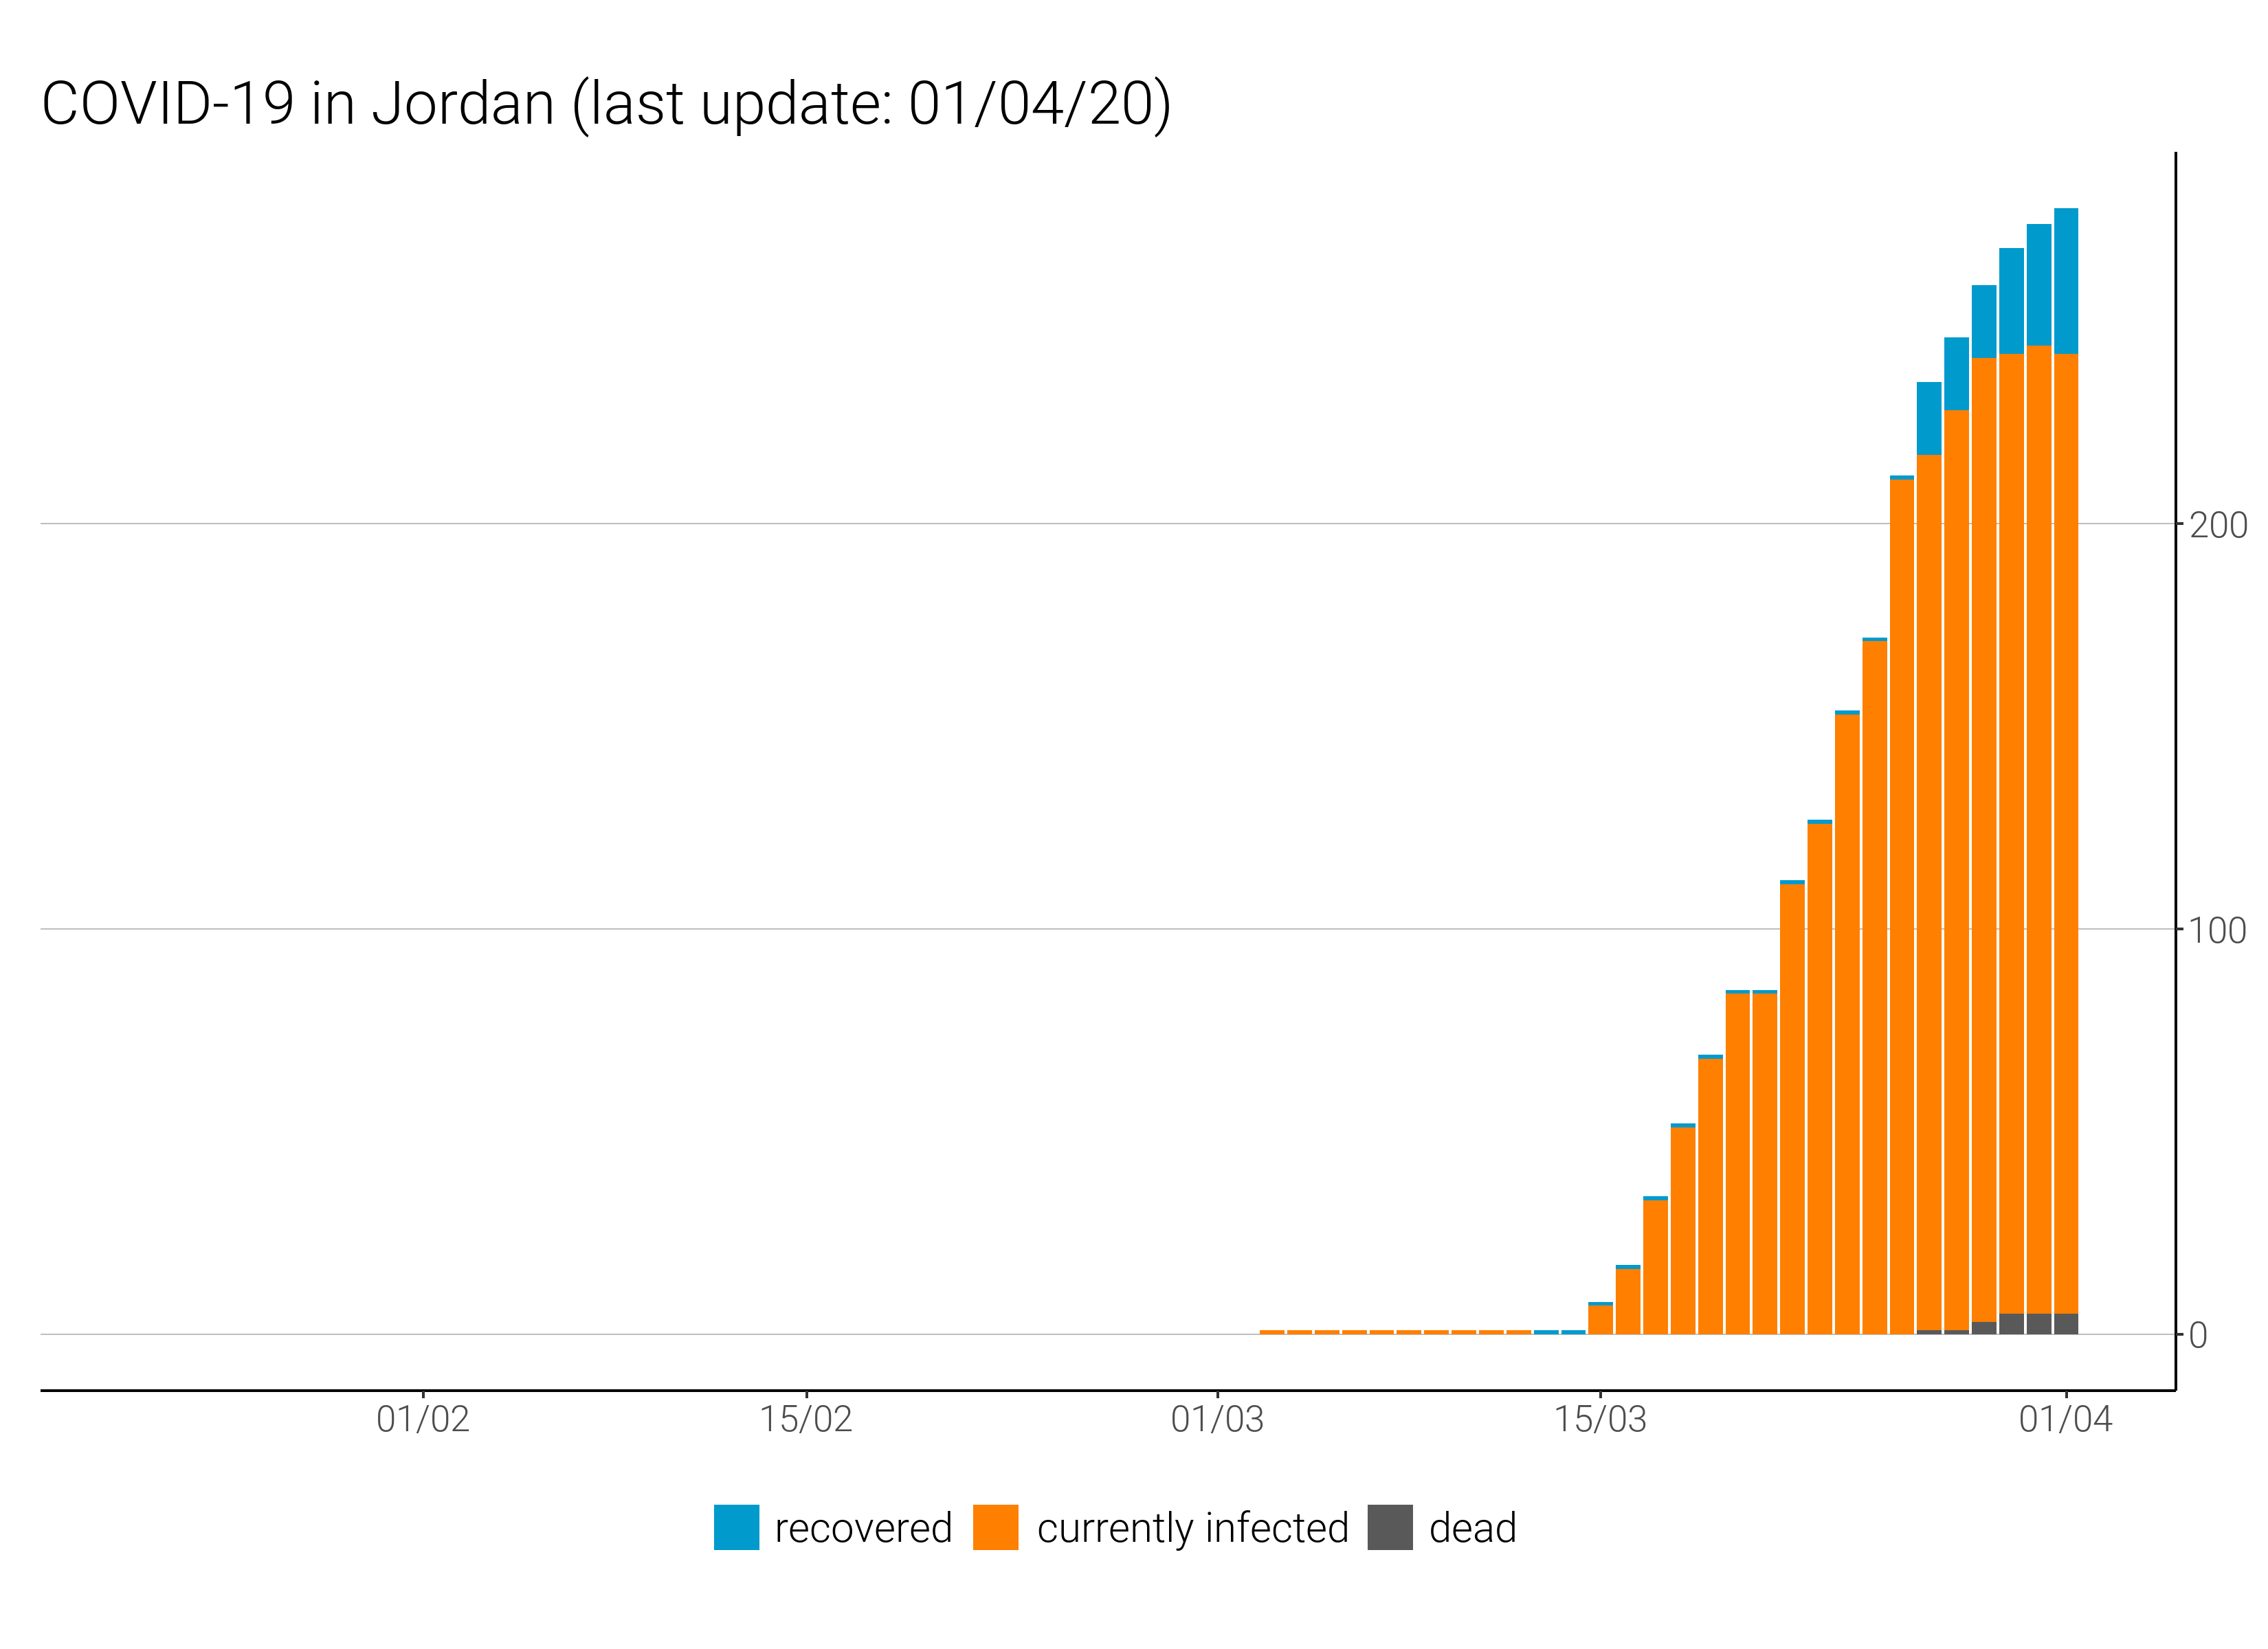 COVID-19 in Jordan (last update: 01/04/20)
200
100
0
01/02 15/02 01/03 15/03 01/04
recovered currently infected dead